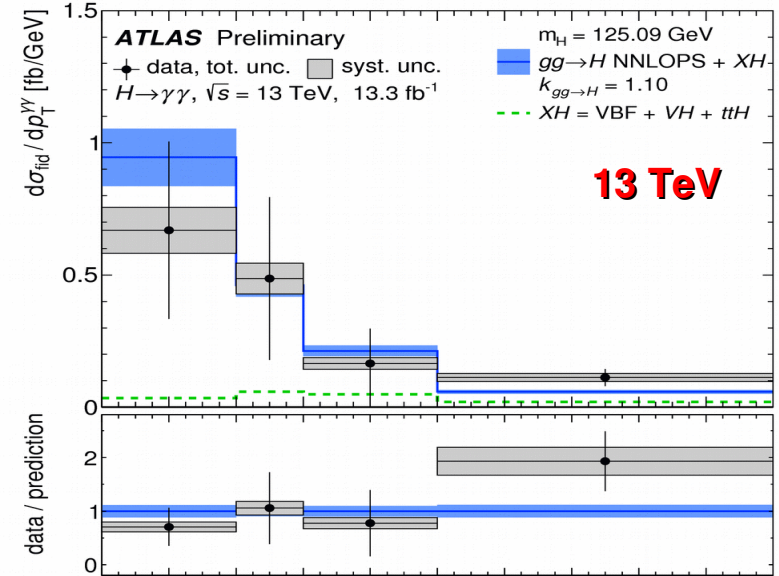 ATLAS Preliminary
data, tot. unc. syst. unc.
H→γγ, √s = 13 TeV, 13.3 fb⁻¹
m_H = 125.09 GeV
gg→H NNLOPS + XH
k_gg→H = 1.10
XH = VBF + VH + ttH
13 TeV
dσ_fid / dp_T^γγ [fb/GeV]
1.5
1
0.5
0
data / prediction
2
1
0